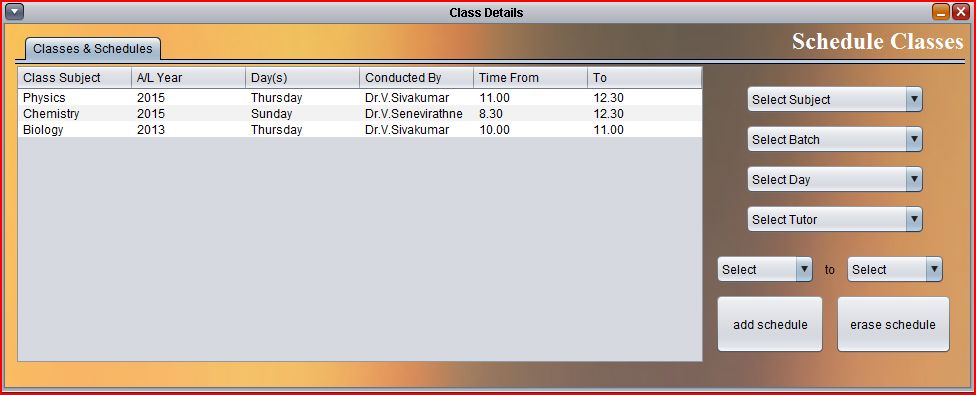 Class Details
Schedule Classes
Classes & Schedules
Class Subject A/L Year Day(s) Conducted By Time From To
Physics 2015 Thursday Dr.V.Sivakumar 11.00 12.30
Chemistry 2015 Sunday Dr.V.Senevirathne 8.30 12.30
Biology 2013 Thursday Dr.V.Sivakumar 10.00 11.00
Select Subject
Select Batch
Select Day
Select Tutor
Select to Select
add schedule erase schedule